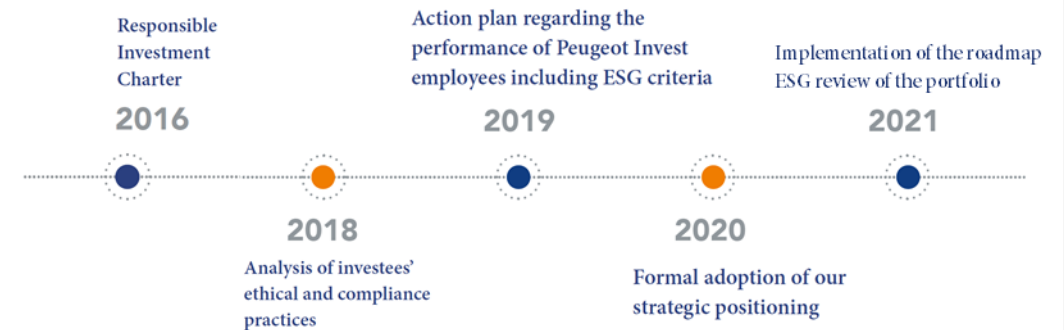 Responsible
Investment
Charter
2016
Analysis of investees’
ethical and compliance
practices
2018
Action plan regarding the
performance of Peugeot Invest
employees including ESG criteria
2019
Formal adoption of our
strategic positioning
2020
Implementation of the roadmap
ESG review of the portfolio
2021